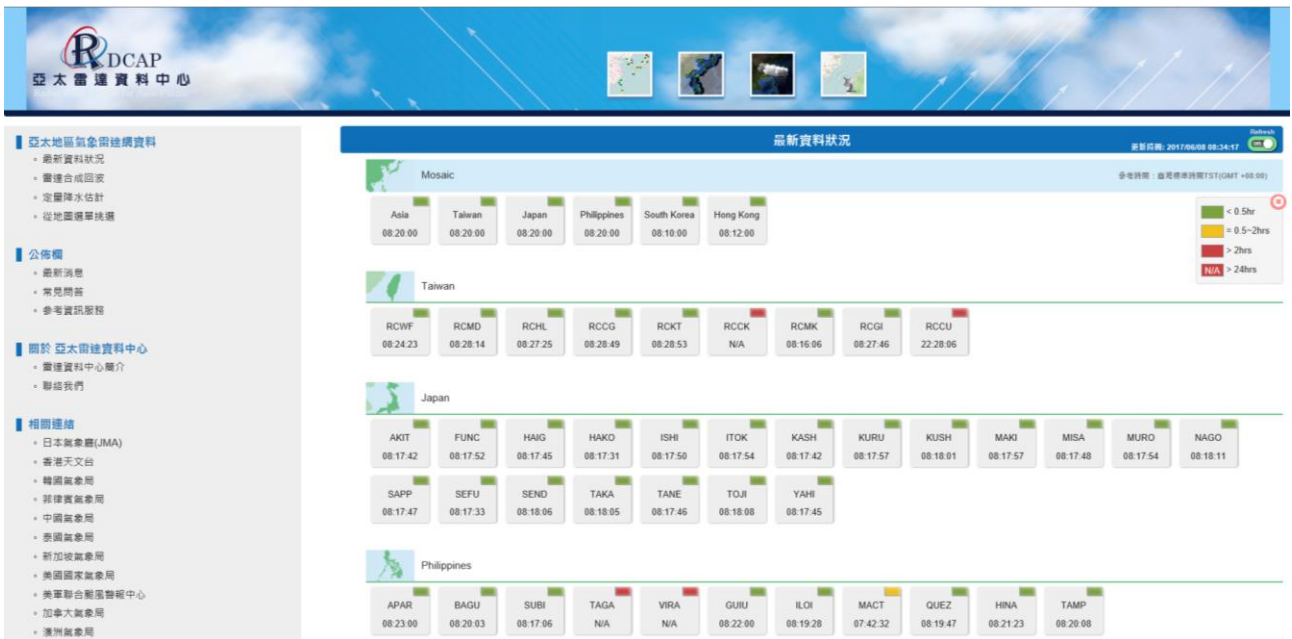 RDCAP
亞太雷達資料中心
亞太地區氣象雷達網資料
最新資料狀況
雷達合成回波
定量降水估計
從地圖選單挑選
公佈欄
最新消息
常見問答
參考資訊服務
關於 亞太雷達資料中心
雷達資料中心簡介
聯絡我們
相關連結
日本氣象廳(JMA)
香港天文台
韓國氣象局
菲律賓氣象局
中國氣象局
泰國氣象局
新加坡氣象局
美國國家氣象局
美軍聯合颱風警報中心
加拿大氣象局
澳洲氣象局
最新資料狀況
更新時間: 2017/06/08 08:34:17
Refresh
ON
Mosaic
參考時間：臺灣標準時間TST(GMT +08:00)
< 0.5hr
= 0.5~2hrs
> 2hrs
N/A > 24hrs
Asia Taiwan Japan Philippines South Korea Hong Kong
08:20:00 08:20:00 08:20:00 08:20:00 08:10:00 08:12:00
Taiwan
RCWF RCMD RCHL RCCG RCKT RCCK RCMK RCGI RCCU
08:24:23 08:28:14 08:27:25 08:28:49 08:28:53 N/A 08:16:06 08:27:46 22:28:06
Japan
AKIT FUNC HAIG HAKO ISHI ITOK KASH KURU KUSH MAKI MISA MURO NAGO
08:17:42 08:17:52 08:17:45 08:17:31 08:17:50 08:17:54 08:17:42 08:17:57 08:18:01 08:17:57 08:17:48 08:17:54 08:18:11
SAPP SEFU SEND TAKA TANE TOJI YAHI
08:17:47 08:17:33 08:18:06 08:18:05 08:17:46 08:18:08 08:17:45
Philippines
APAR BAGU SUBI TAGA VIRA GUIU ILOI MACT QUEZ HINA TAMP
08:23:00 08:20:03 08:17:06 N/A N/A 08:22:00 08:19:28 07:42:32 08:19:47 08:21:23 08:20:08